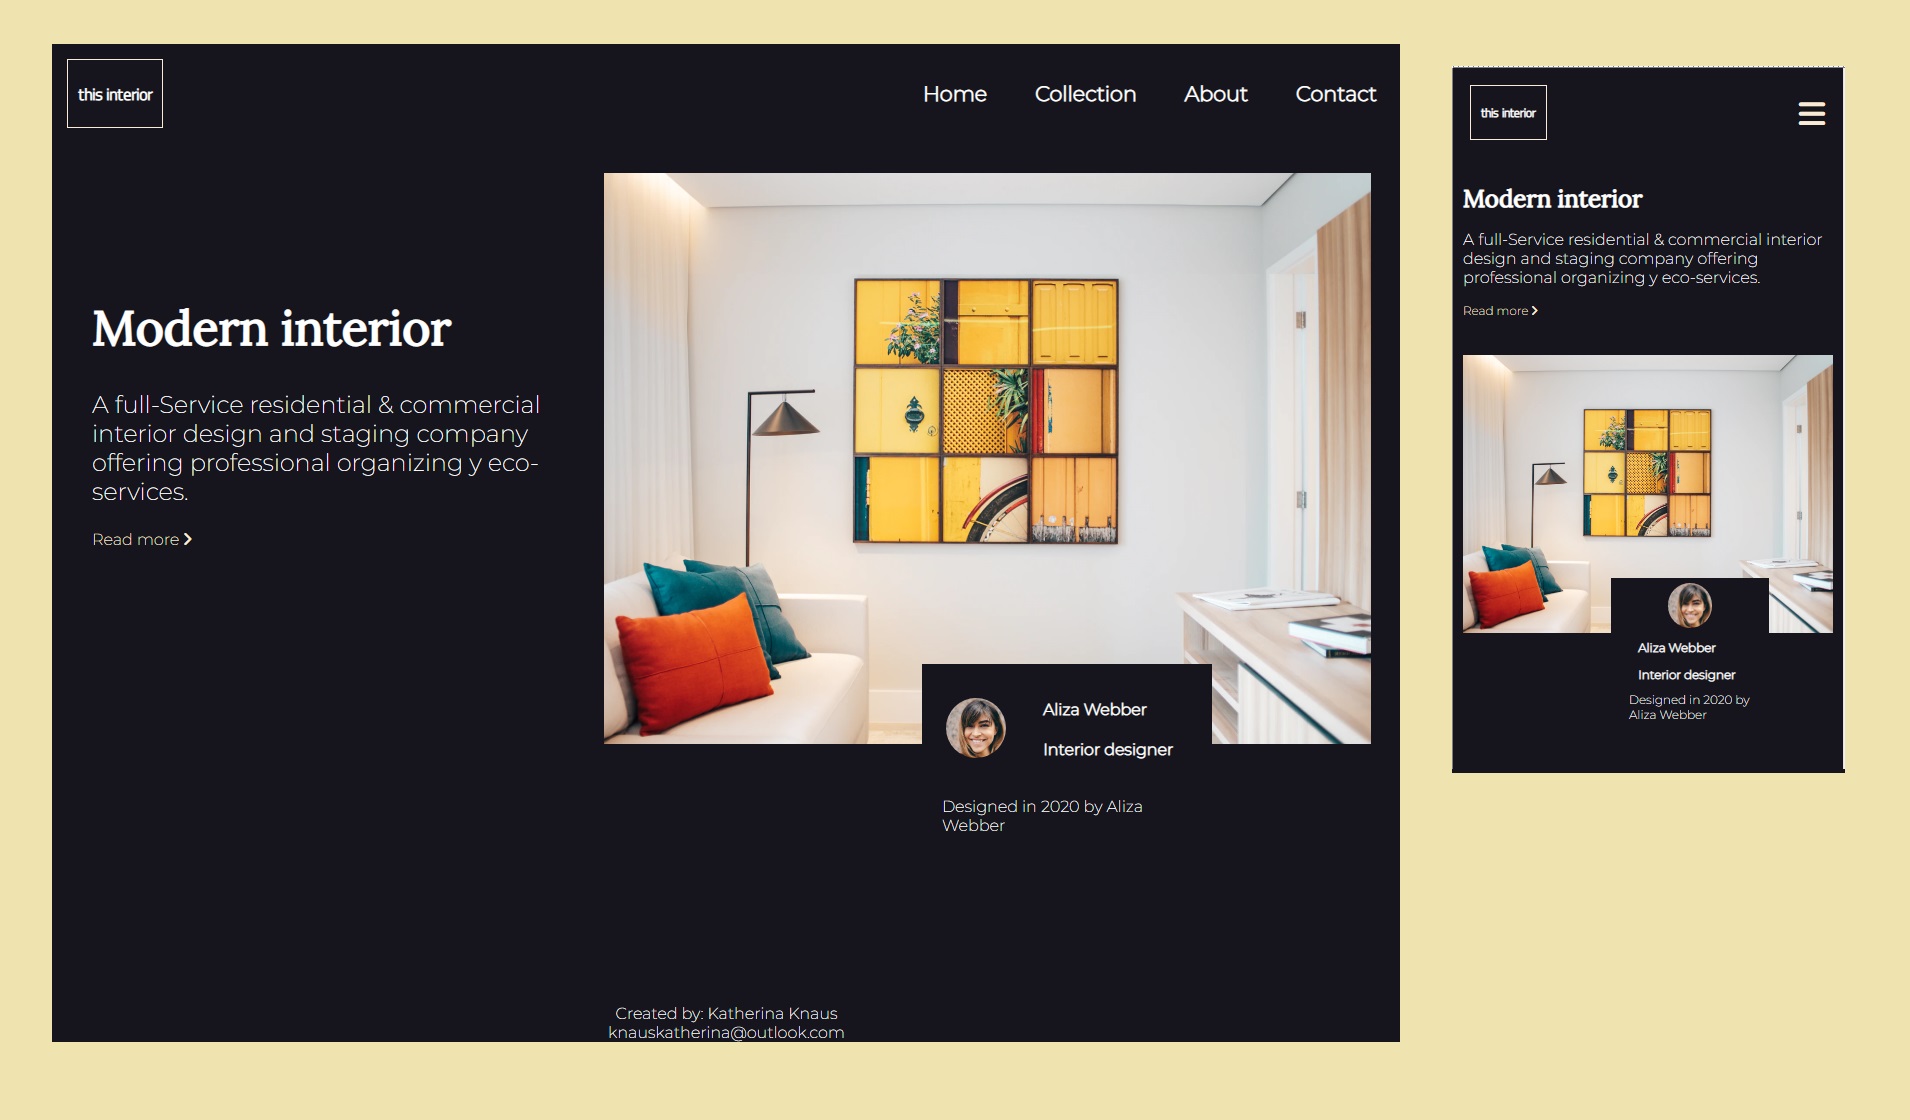 this interior
Home Collection About Contact
Modern interior
A full-Service residential & commercial
interior design and staging company
offering professional organizing y eco-
services.
Read more
Aliza Webber
Interior designer
Designed in 2020 by Aliza
Webber
Created by: Katherina Knaus
knauskatherina@outlook.com
this interior
Modern interior
A full-Service residential & commercial interior
design and staging company offering
professional organizing y eco-services.
Read more
Aliza Webber
Interior designer
Designed in 2020 by
Aliza Webber